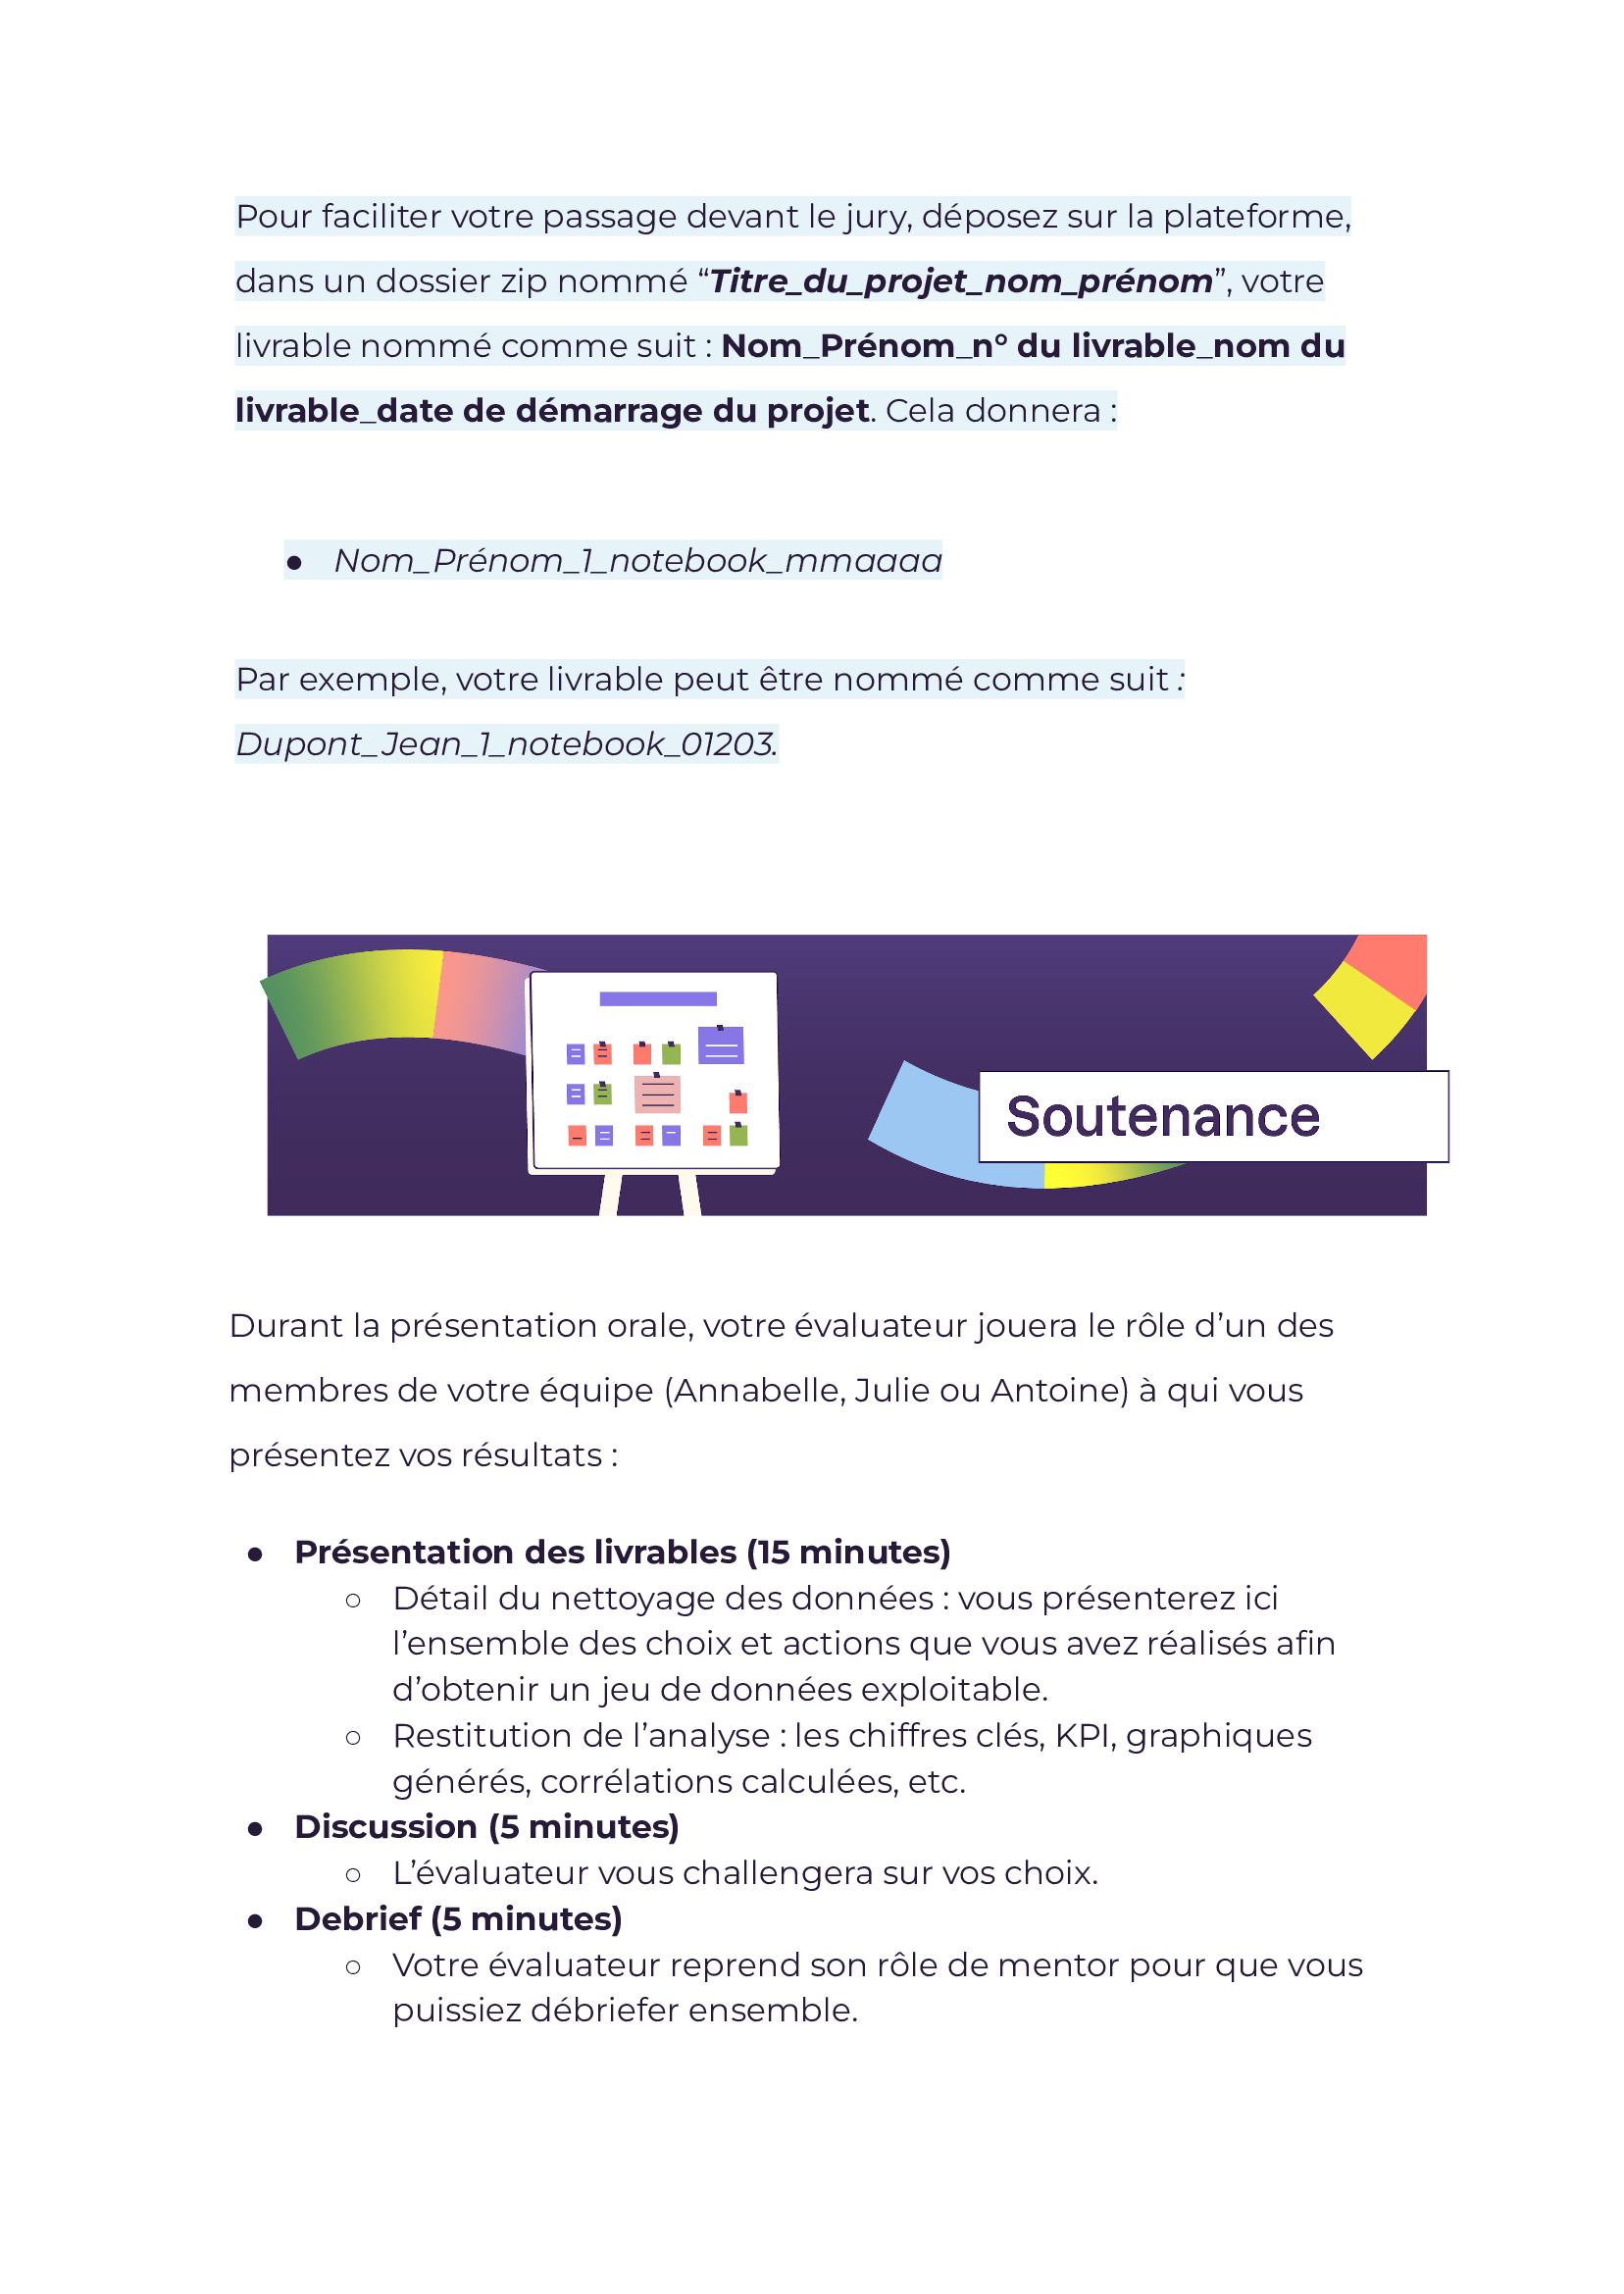 Pour faciliter votre passage devant le jury, déposez sur la plateforme,
dans un dossier zip nommé “Titre_du_projet_nom_prénom”, votre
livrable nommé comme suit : Nom_Prénom_n° du livrable_nom du
livrable_date de démarrage du projet. Cela donnera :
● Nom_Prénom_1_notebook_mmaaaa
Par exemple, votre livrable peut être nommé comme suit :
Dupont_Jean_1_notebook_01203.
Soutenance
Durant la présentation orale, votre évaluateur jouera le rôle d’un des
membres de votre équipe (Annabelle, Julie ou Antoine) à qui vous
présentez vos résultats :
● Présentation des livrables (15 minutes)
○ Détail du nettoyage des données : vous présenterez ici
l’ensemble des choix et actions que vous avez réalisés afin
d’obtenir un jeu de données exploitable.
○ Restitution de l’analyse : les chiffres clés, KPI, graphiques
générés, corrélations calculées, etc.
● Discussion (5 minutes)
○ L’évaluateur vous challengera sur vos choix.
● Debrief (5 minutes)
○ Votre évaluateur reprend son rôle de mentor pour que vous
puissiez débriefer ensemble.